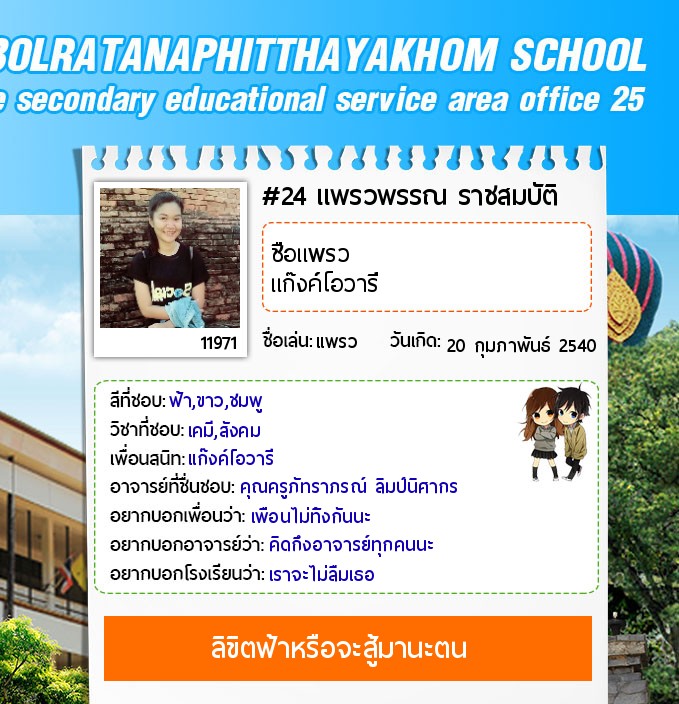 BOLRATANAPHITTHAYAKHOM SCHOOL
e secondary educational service area office 25
#24 แพรวพรรณ ราชสมบัติ
ชื่อแพรว
แก๊งค์โอวารี
11971
ชื่อเล่น: แพรว วันเกิด: 20 กุมภาพันธ์ 2540
สีที่ชอบ: ฟ้า,ขาว,ชมพู
วิชาที่ชอบ: เคมี,สังคม
เพื่อนสนิท: แก๊งค์โอวารี
อาจารย์ที่ชื่นชอบ: คุณครูภัทราภรณ์ ลิมป์นิศากร
อยากบอกเพื่อนว่า: เพื่อนไม่ทิ้งกันนะ
อยากบอกอาจารย์ว่า: คิดถึงอาจารย์ทุกคนนะ
อยากบอกโรงเรียนว่า: เราจะไม่ลืมเธอ
ลิขิตฟ้าหรือจะสู้มานะตน